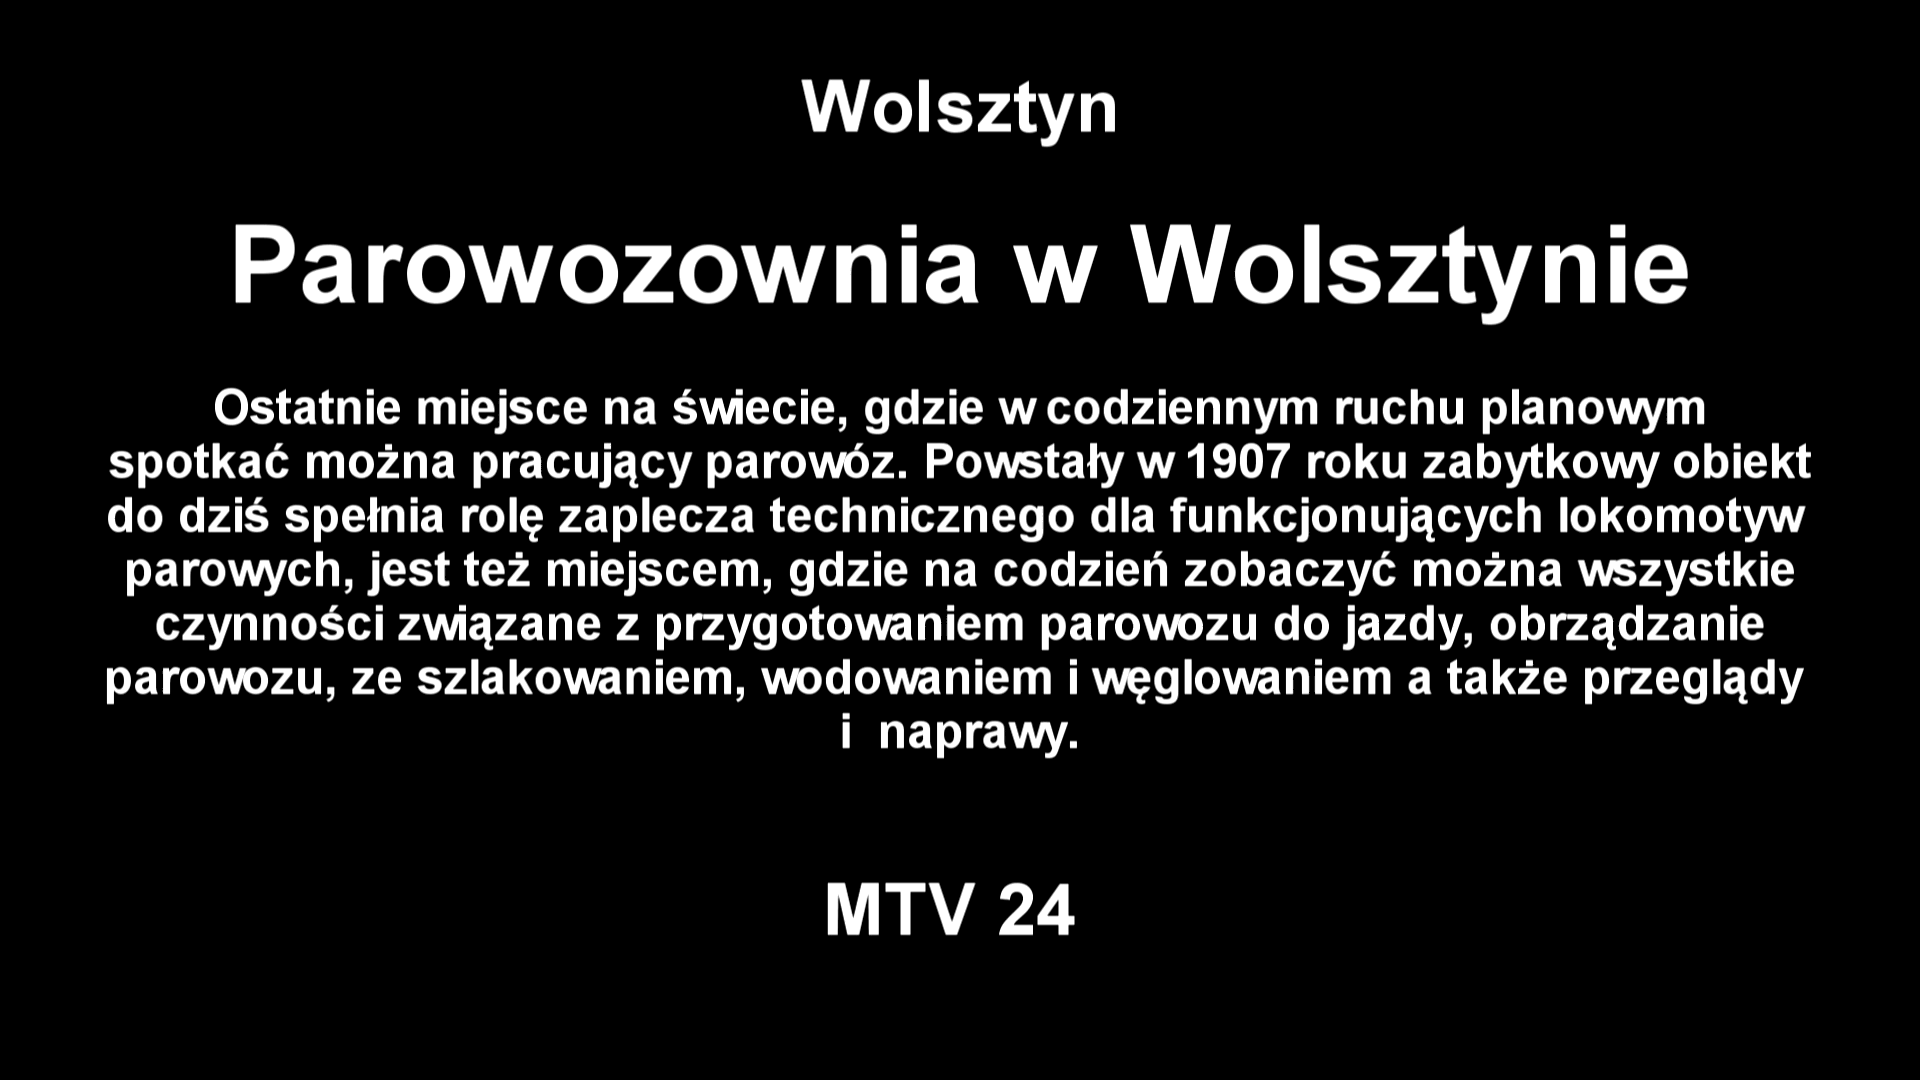 Wolsztyn
Parowozownia w Wolsztynie
Ostatnie miejsce na świecie, gdzie w codziennym ruchu planowym
spotkać można pracujący parowóz. Powstały w 1907 roku zabytkowy obiekt
do dziś spełnia rolę zaplecza technicznego dla funkcjonujących lokomotyw
parowych, jest też miejscem, gdzie na codzień zobaczyć można wszystkie
czynności związane z przygotowaniem parowozu do jazdy, obrządzanie
parowozu, ze szlakowaniem, wodowaniem i węglowaniem a także przeglądy
i  naprawy.
MTV 24